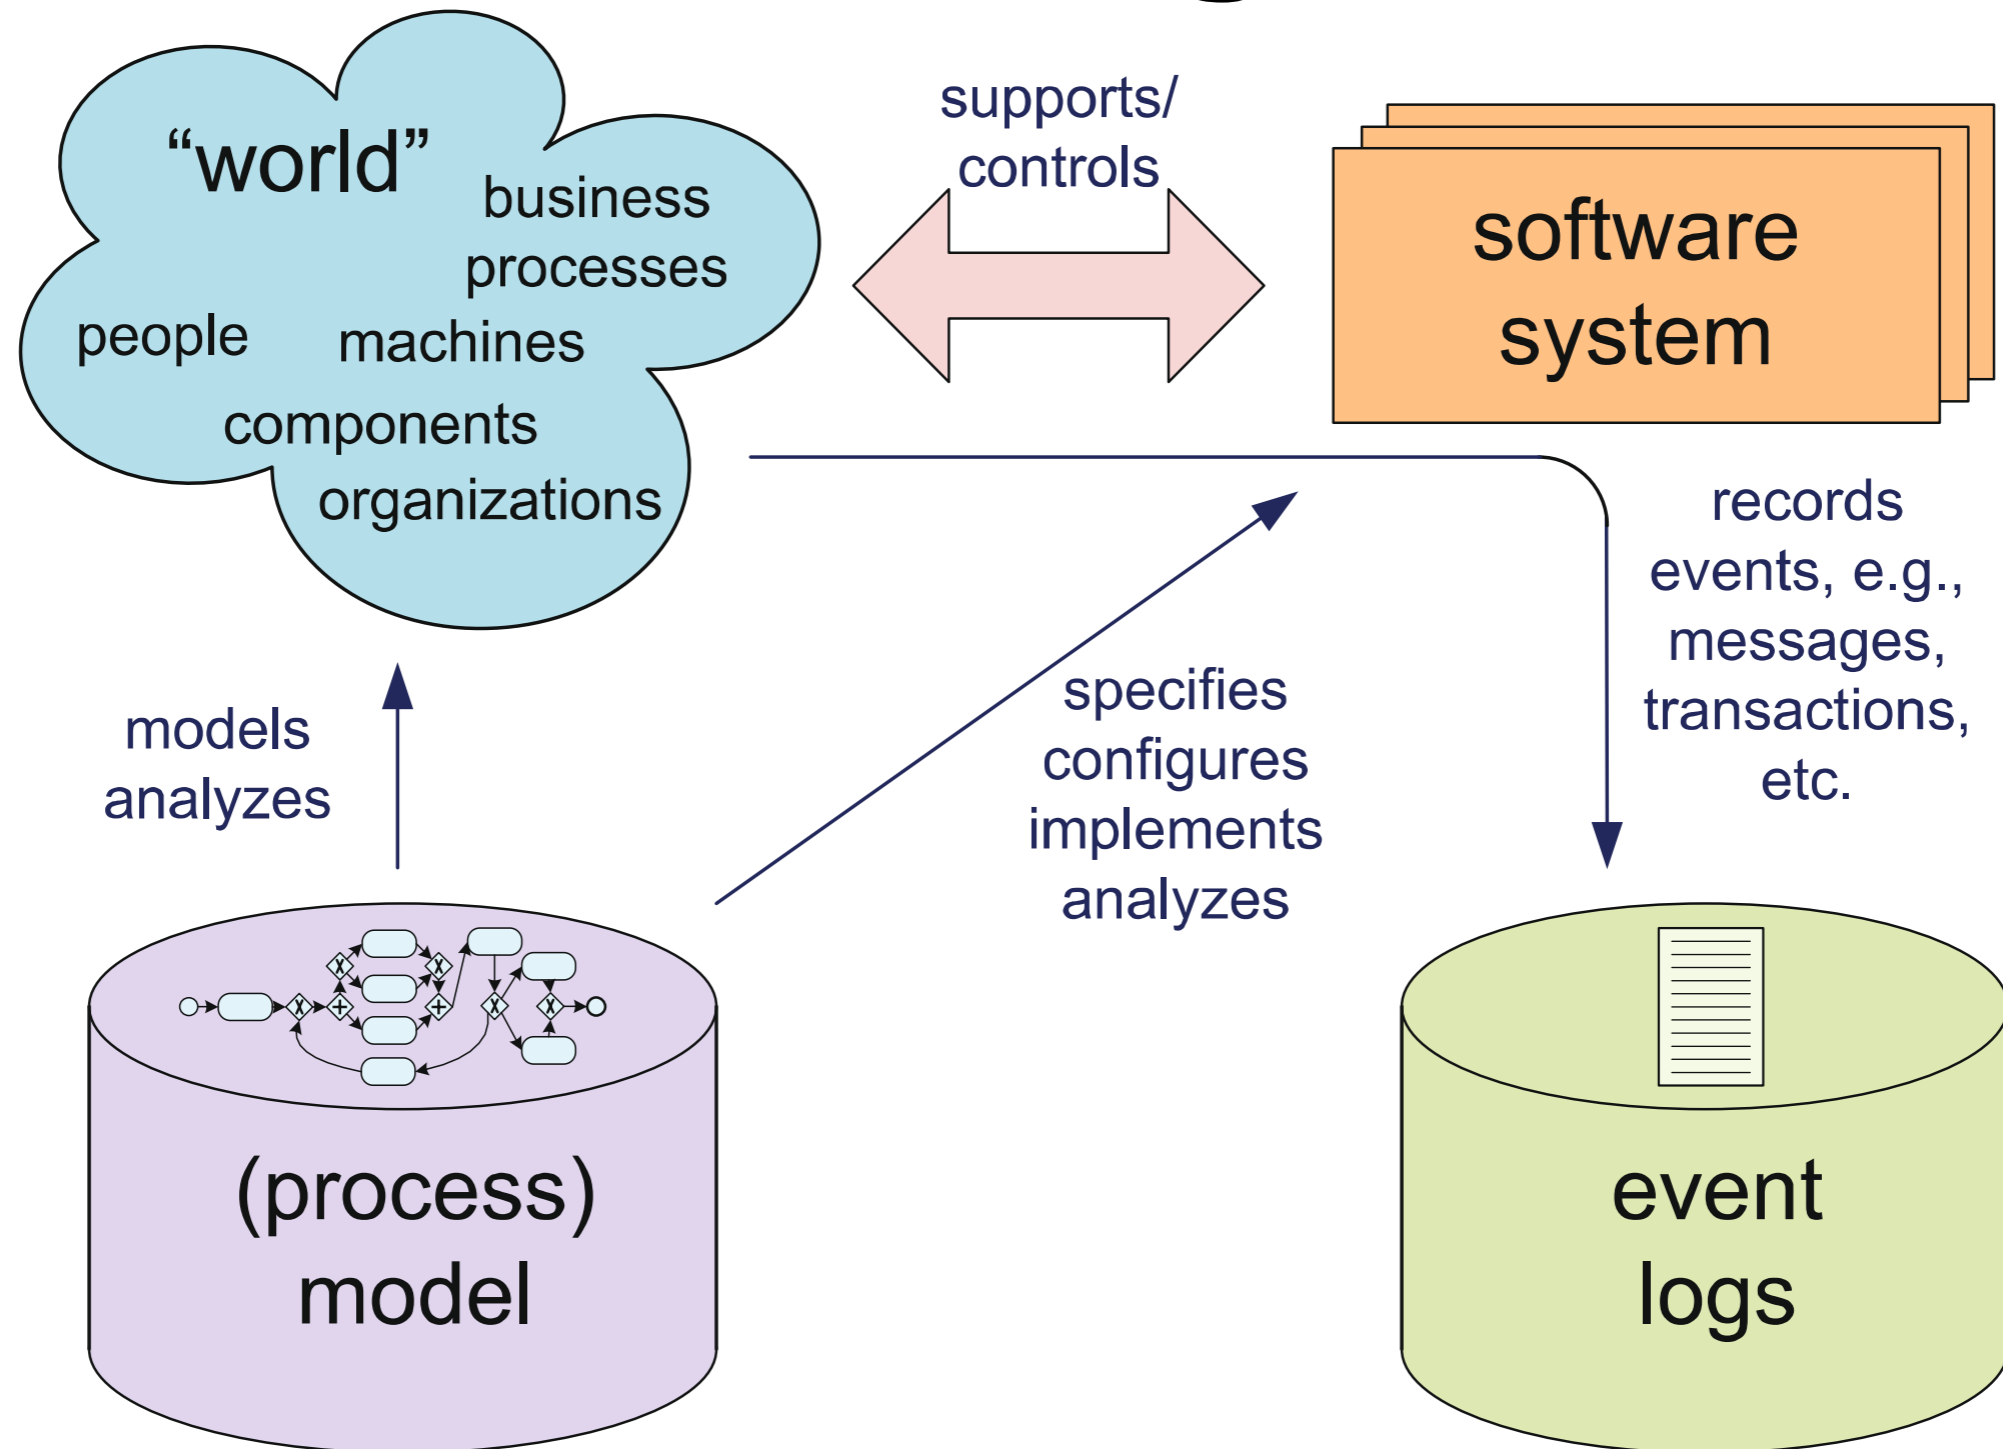 “world”
business
processes
people
machines
components
organizations
supports/
controls
software
system
records
events, e.g.,
messages,
transactions,
etc.
models
analyzes
specifies
configures
implements
analyzes
(process)
model
event
logs